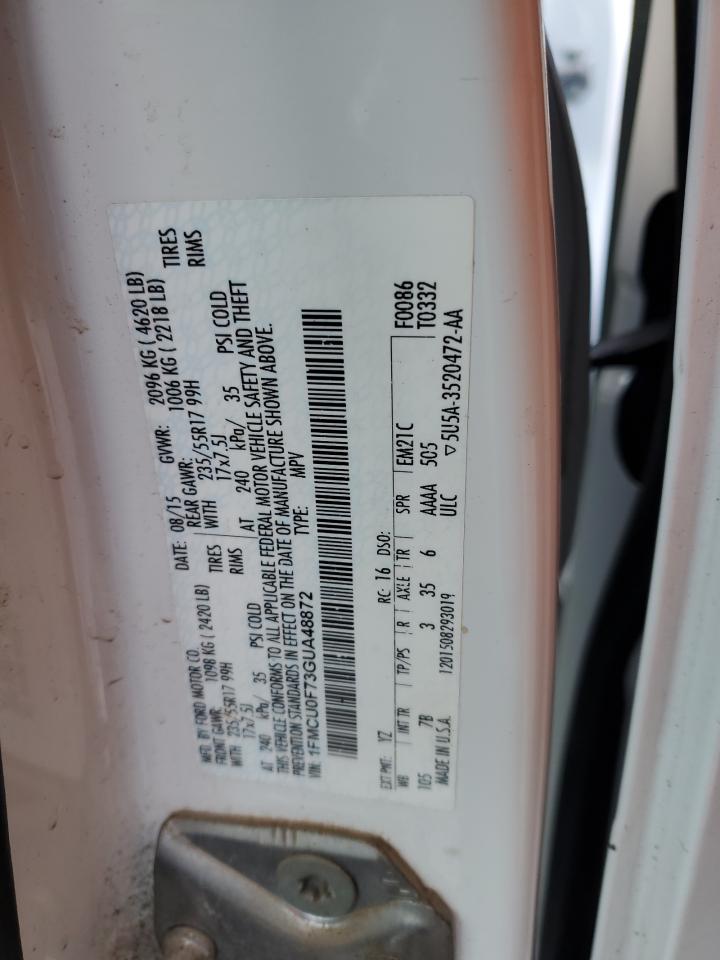 MFD. BY FORD MOTOR CO.
DATE: 08/15 GVWR: 2096 KG ( 4620 LB)
FRONT GAWR: 1098 KG ( 2420 LB) REAR GAWR: 1006 KG ( 2218 LB)
WITH 235/55R17 99H TIRES WITH 235/55R17 99H TIRES
17x7.5J RIMS 17x7.5J RIMS
AT 240 kPa/ 35 PSI COLD AT 240 kPa/ 35 PSI COLD
THIS VEHICLE CONFORMS TO ALL APPLICABLE FEDERAL MOTOR VEHICLE SAFETY AND THEFT
PREVENTION STANDARDS IN EFFECT ON THE DATE OF MANUFACTURE SHOWN ABOVE.
VIN: 1FMCU0F73GUA48872 TYPE: MPV
EXT PNT: YZ RC: 16 DSO: F0086
WB INT TR TP/PS R AXLE TR SPR EM21C T0332
105 7B 3 35 6 AAAA 505
MADE IN U.S.A. 1201508293019 ULC ▽5U5A-3520472-AA